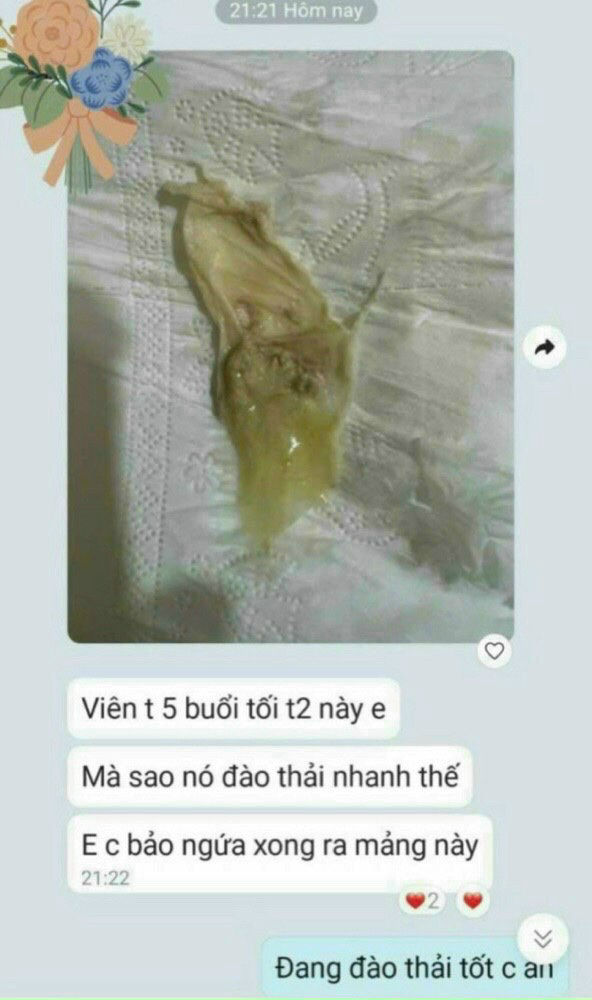 21:21 Hôm nay
Viên t 5 buổi tối t2 này e
Mà sao nó đào thải nhanh thế
E c bảo ngứa xong ra mảng này
21:22
2
Đang đào thải tốt c